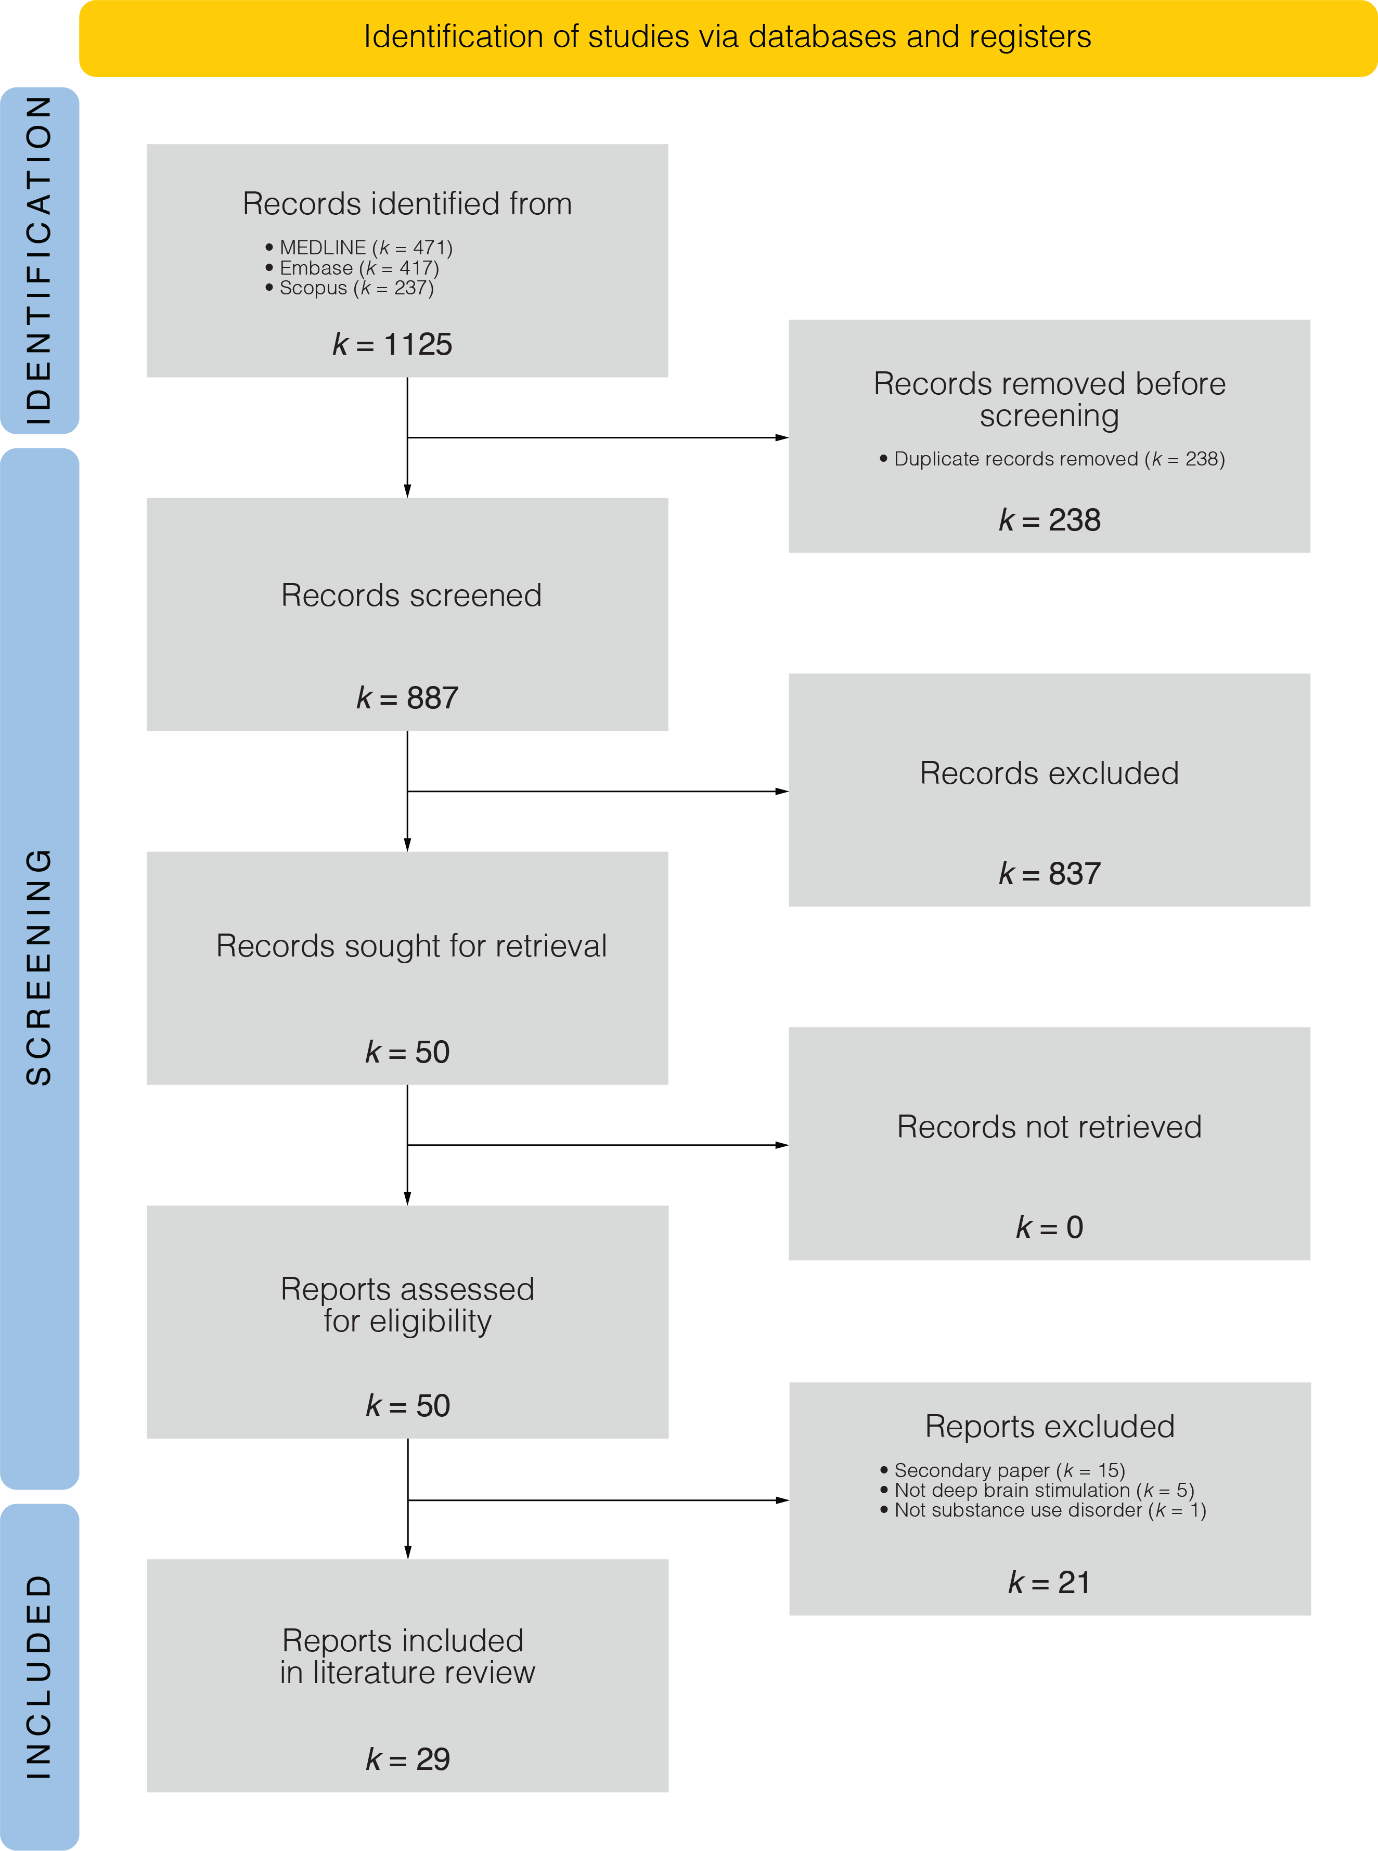 Identification of studies via databases and registers
IDENTIFICATION
Records identified from
• MEDLINE (k = 471)
• Embase (k = 417)
• Scopus (k = 237)
k = 1125
Records removed before
screening
• Duplicate records removed (k = 238)
k = 238
SCREENING
Records screened
k = 887
Records excluded
k = 837
Records sought for retrieval
k = 50
Records not retrieved
k = 0
Reports assessed
for eligibility
k = 50
Reports excluded
• Secondary paper (k = 15)
• Not deep brain stimulation (k = 5)
• Not substance use disorder (k = 1)
k = 21
INCLUDED
Reports included
in literature review
k = 29